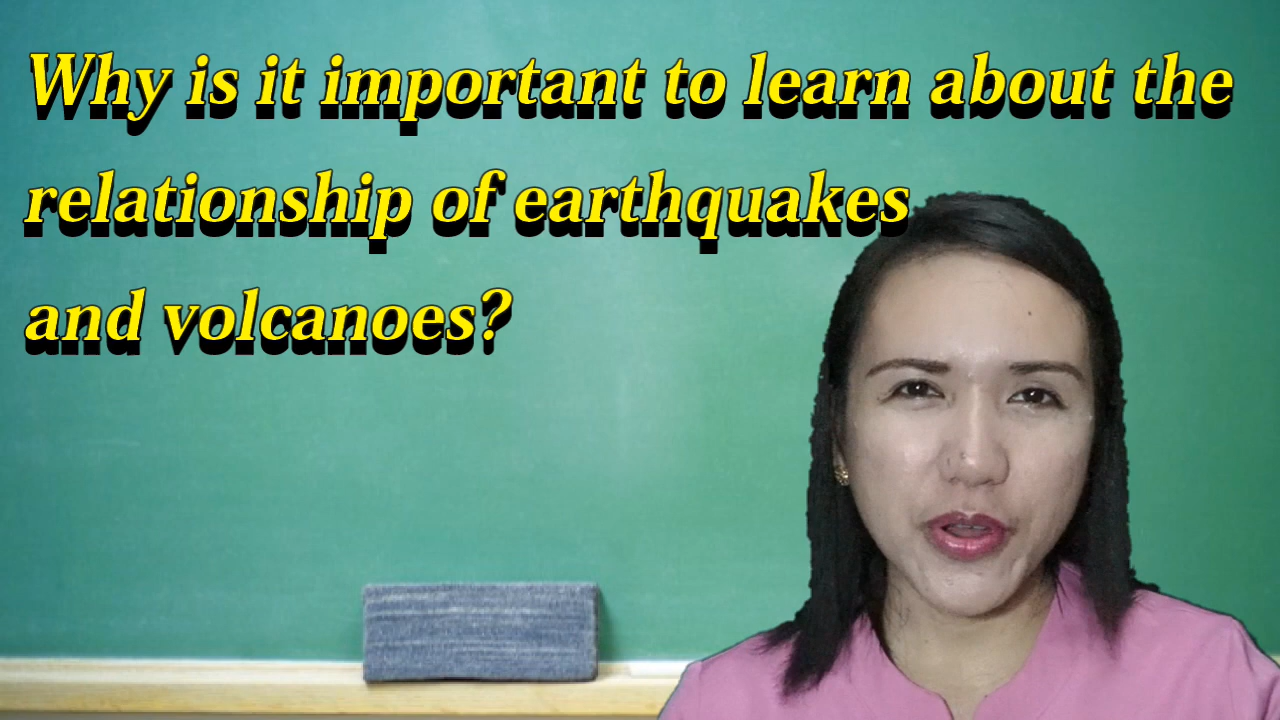 Why is it important to learn about the
relationship of earthquakes
and volcanoes?